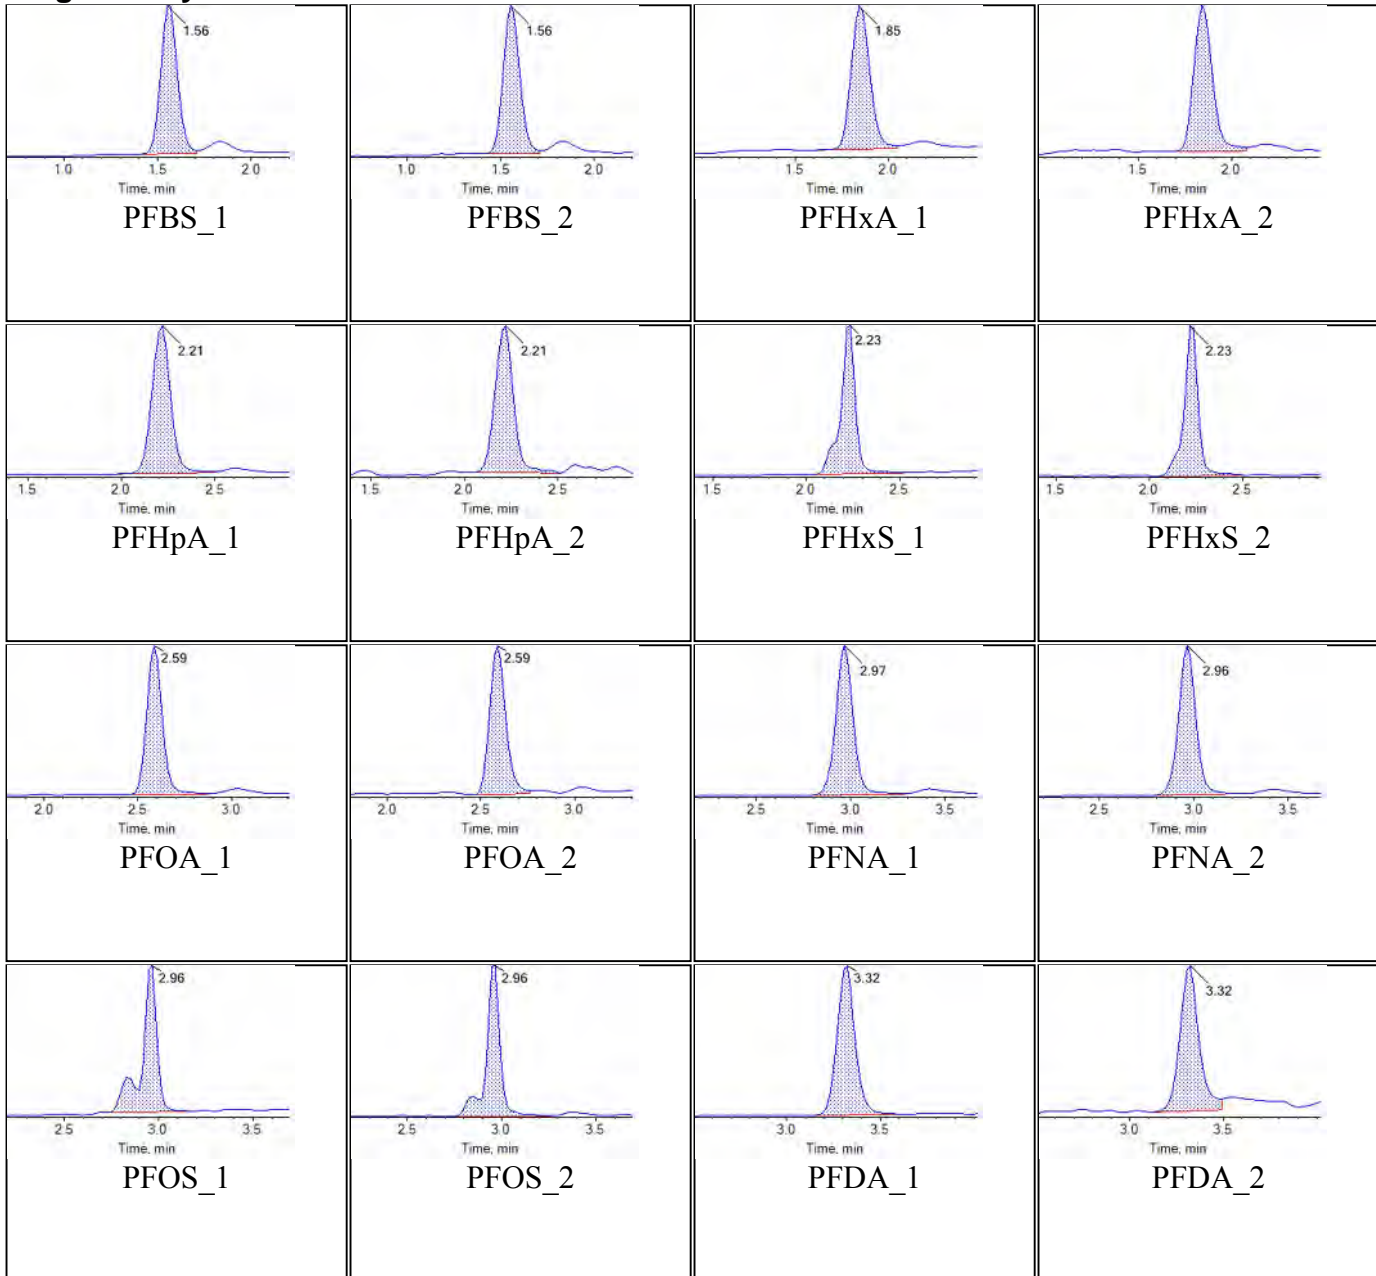 1.56 1.56 1.85
1.0 1.5 2.0 1.0 1.5 2.0 1.5 2.0 1.5 2.0
Time, min Time, min Time, min Time, min
PFBS_1 PFBS_2 PFHxA_1 PFHxA_2
2.21 2.21 2.23 2.23
1.5 2.0 2.5 1.5 2.0 2.5 1.5 2.0 2.5 1.5 2.0 2.5
Time, min Time, min Time, min Time, min
PFHpA_1 PFHpA_2 PFHxS_1 PFHxS_2
2.59 2.59 2.97 2.96
2.0 2.5 3.0 2.0 2.5 3.0 2.5 3.0 3.5 2.5 3.0 3.5
Time, min Time, min Time, min Time, min
PFOA_1 PFOA_2 PFNA_1 PFNA_2
2.96 2.96 3.32 3.32
2.5 3.0 3.5 2.5 3.0 3.5 3.0 3.5 3.0 3.5
Time, min Time, min Time, min Time, min
PFOS_1 PFOS_2 PFDA_1 PFDA_2